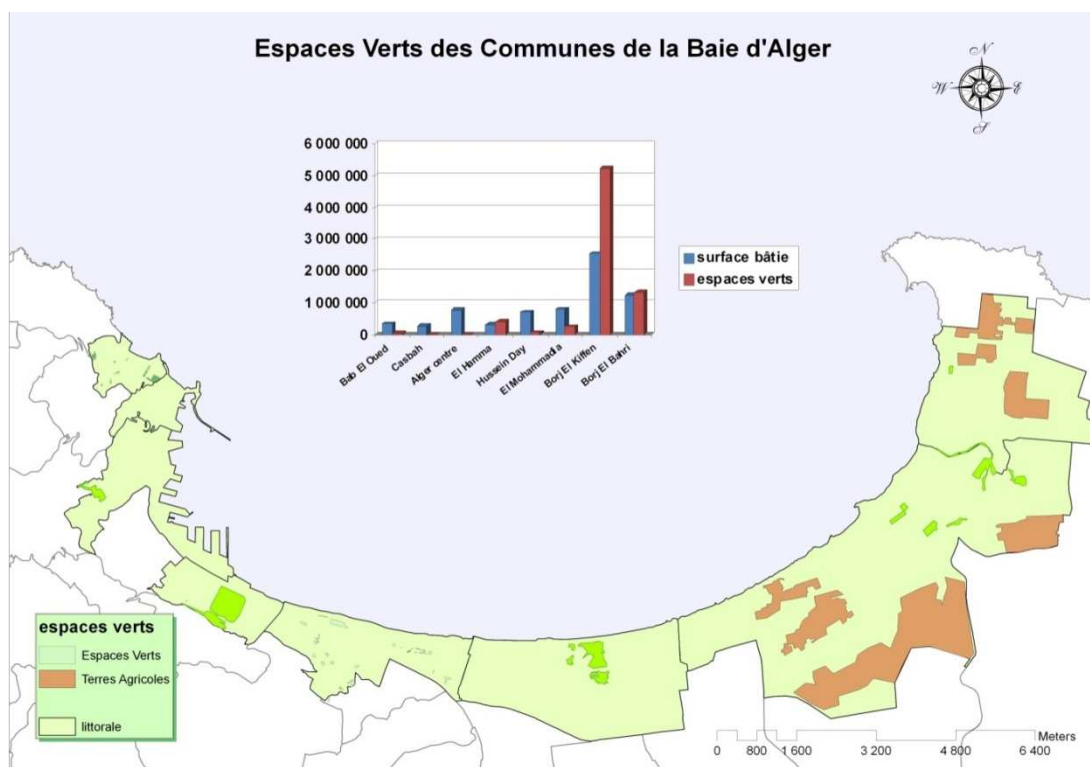 Espaces Verts des Communes de la Baie d'Alger
N
W
E
S
6 000 000
5 000 000
4 000 000
3 000 000
2 000 000
1 000 000
0
Bab El Oued
Casbah
Alger centre
El Hamma
Hussein Day
El Mohammadia
Borj El Kiffen
Borj El Bahri
surface bâtie
espaces verts
espaces verts
Espaces Verts
Terres Agricoles
littorale
Meters
0 800 1 600 3 200 4 800 6 400